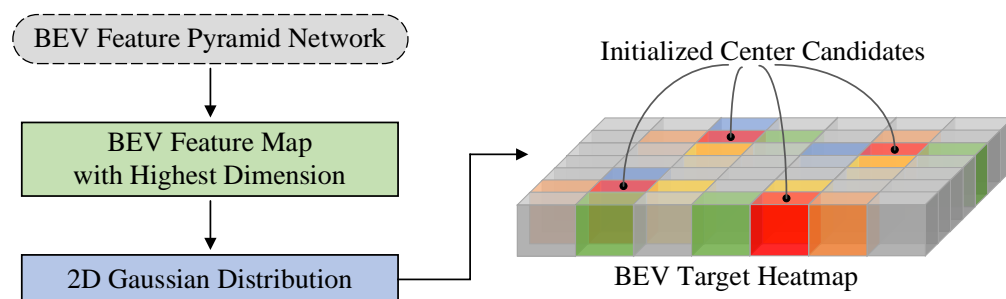 BEV Feature Pyramid Network
BEV Feature Map
with Highest Dimension
2D Gaussian Distribution
Initialized Center Candidates
BEV Target Heatmap